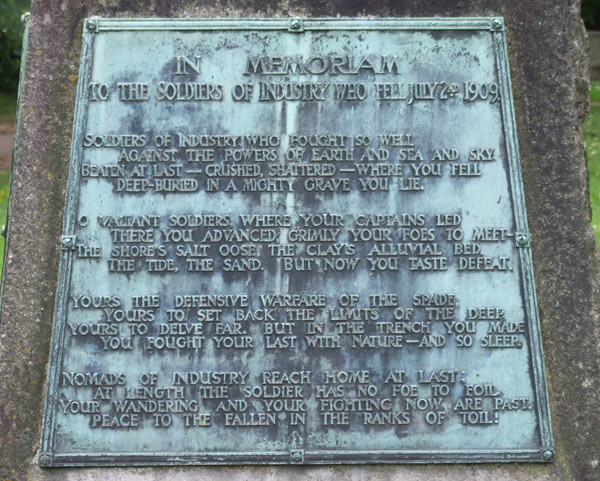 IN MEMORIAM
TO THE SOLDIERS OF INDUSTRY WHO FELL JULY 2ND 1909,
SOLDIERS OF INDUSTRY, WHO FOUGHT SO WELL
AGAINST THE POWERS OF EARTH AND SEA AND SKY,
BEATEN AT LAST — CRUSHED, SHATTERED — WHERE YOU FELL
DEEP-BURIED IN A MIGHTY GRAVE YOU LIE.
O VALIANT SOLDIERS, WHERE YOUR CAPTAINS LED
THERE YOU ADVANCED, GRIMLY YOUR FOES TO MEET—
THE SHORE'S SALT OOSE, THE CLAY'S ALLUVIAL BED,
THE TIDE, THE SAND. BUT NOW YOU TASTE DEFEAT.
YOURS THE DEFENSIVE WARFARE OF THE SPADE,
YOURS TO SET BACK THE LIMITS OF THE DEEP,
YOURS TO DELVE FAR. BUT IN THE TRENCH YOU MADE
YOU FOUGHT YOUR LAST WITH NATURE — AND SO SLEEP.
NOMADS OF INDUSTRY REACH HOME AT LAST:
AT LENGTH THE SOLDIER HAS NO FOE TO FOIL.
YOUR WANDERING AND YOUR FIGHTING NOW ARE PAST.
PEACE TO THE FALLEN IN THE RANKS OF TOIL!